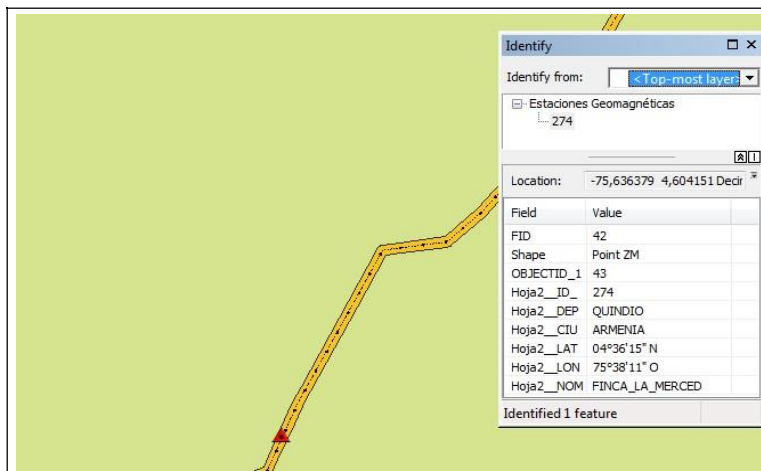 Identify
Identify from: <Top-most layer>
Estaciones Geomagnéticas
274
Location: -75,636379 4,604151 Decir
Field Value
FID 42
Shape Point ZM
OBJECTID_1 43
Hoja2__ID_ 274
Hoja2__DEP QUINDIO
Hoja2__CIU ARMENIA
Hoja2__LAT 04°36'15" N
Hoja2__LON 75°38'11" O
Hoja2__NOM FINCA_LA_MERCED
Identified 1 feature